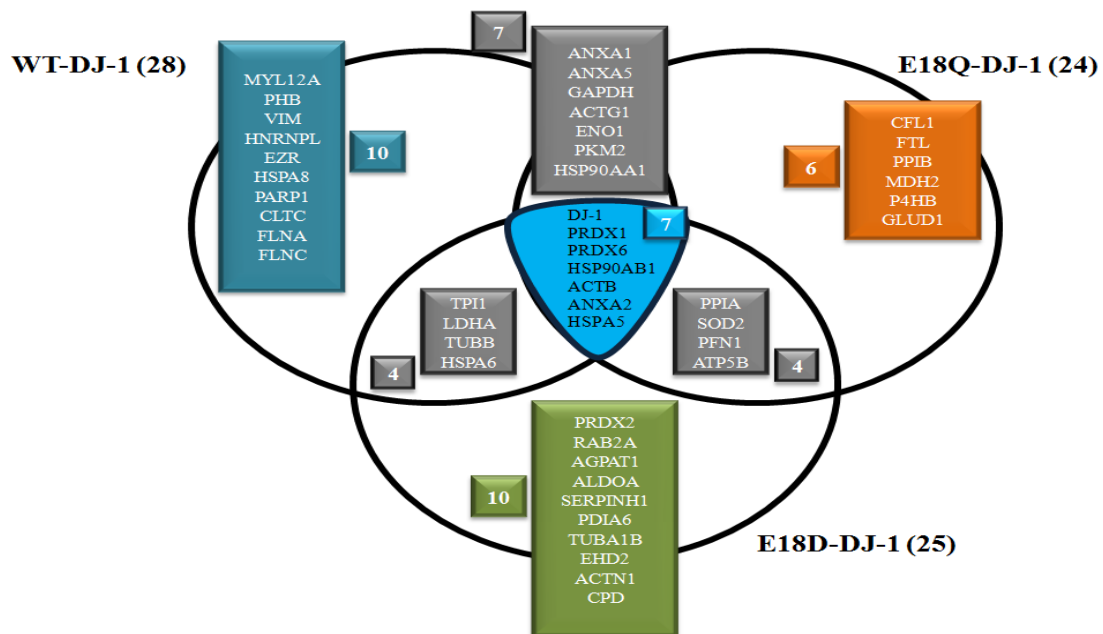 7
WT-DJ-1 (28)
E18Q-DJ-1 (24)
ANXA1
ANXA5
GAPDH
ACTG1
ENO1
PKM2
HSP90AA1
MYL12A
PHB
VIM
HNRNPL
EZR
HSPA8
PARP1
CLTC
FLNA
FLNC
10
6
CFL1
FTL
PPIB
MDH2
P4HB
GLUD1
DJ-1
PRDX1
PRDX6
HSP90AB1
ACTB
ANXA2
HSPA5
7
TPI1
LDHA
TUBB
HSPA6
4
PPIA
SOD2
PFN1
ATP5B
4
10
PRDX2
RAB2A
AGPAT1
ALDOA
SERPINH1
PDIA6
TUBA1B
EHD2
ACTN1
CPD
E18D-DJ-1 (25)